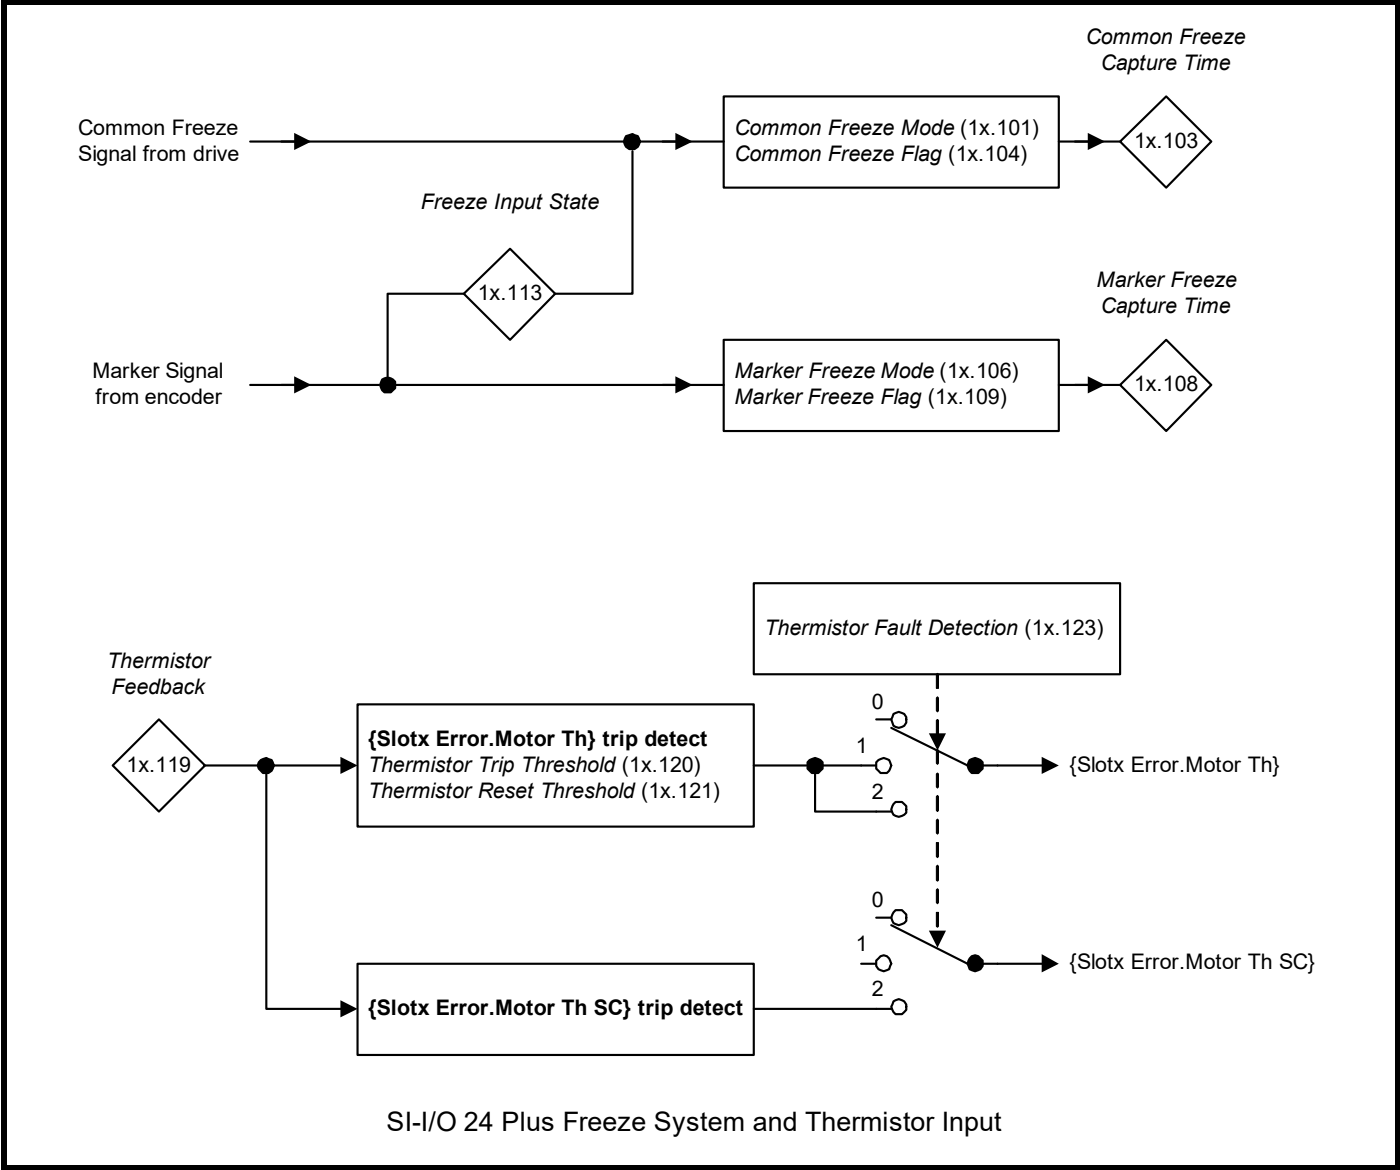 Common Freeze
Capture Time
Common Freeze
Signal from drive
Common Freeze Mode (1x.101)
Common Freeze Flag (1x.104)
1x.103
Freeze Input State
1x.113
Marker Freeze
Capture Time
Marker Signal
from encoder
Marker Freeze Mode (1x.106)
Marker Freeze Flag (1x.109)
1x.108
Thermistor Fault Detection (1x.123)
Thermistor
Feedback
1x.119
{Slotx Error.Motor Th} trip detect
Thermistor Trip Threshold (1x.120)
Thermistor Reset Threshold (1x.121)
0
1
2
{Slotx Error.Motor Th}
0
1
2
{Slotx Error.Motor Th SC}
{Slotx Error.Motor Th SC} trip detect
SI-I/O 24 Plus Freeze System and Thermistor Input